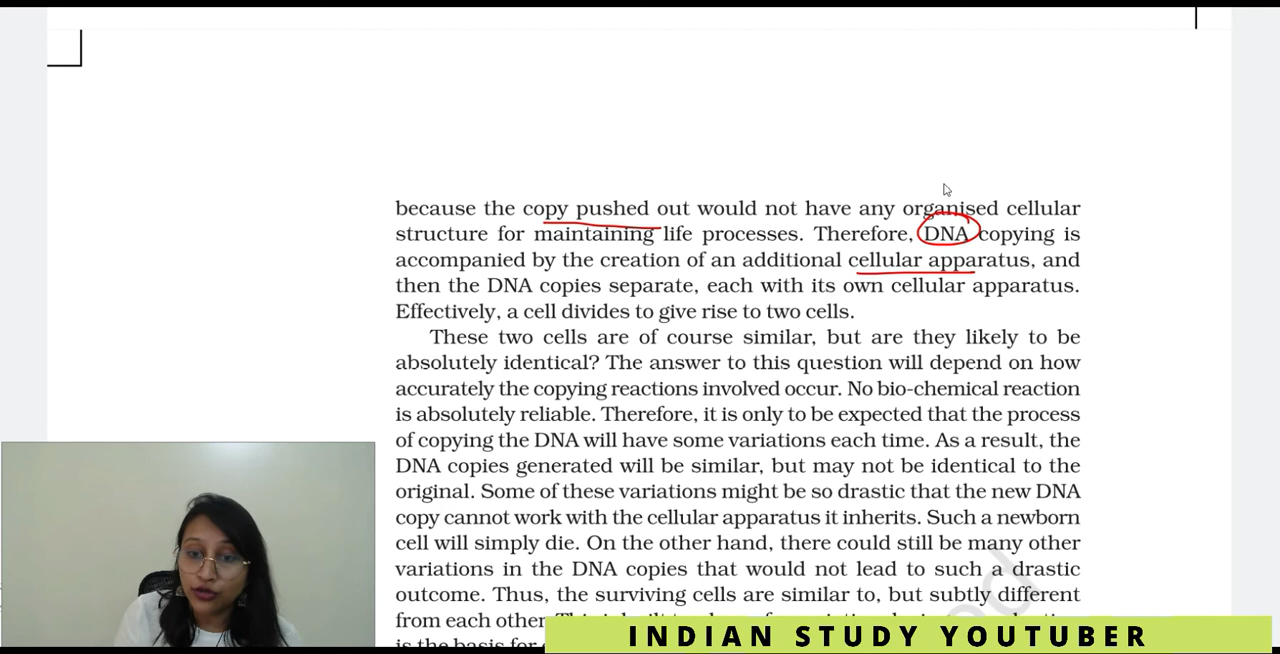 because the copy pushed out would not have any organised cellular
structure for maintaining life processes. Therefore, DNA copying is
accompanied by the creation of an additional cellular apparatus, and
then the DNA copies separate, each with its own cellular apparatus.
Effectively, a cell divides to give rise to two cells.
These two cells are of course similar, but are they likely to be
absolutely identical? The answer to this question will depend on how
accurately the copying reactions involved occur. No bio-chemical reaction
is absolutely reliable. Therefore, it is only to be expected that the process
of copying the DNA will have some variations each time. As a result, the
DNA copies generated will be similar, but may not be identical to the
original. Some of these variations might be so drastic that the new DNA
copy cannot work with the cellular apparatus it inherits. Such a newborn
cell will simply die. On the other hand, there could still be many other
variations in the DNA copies that would not lead to such a drastic
outcome. Thus, the surviving cells are similar to, but subtly different
from each other.
is the basis for
INDIAN STUDY YOUTUBER